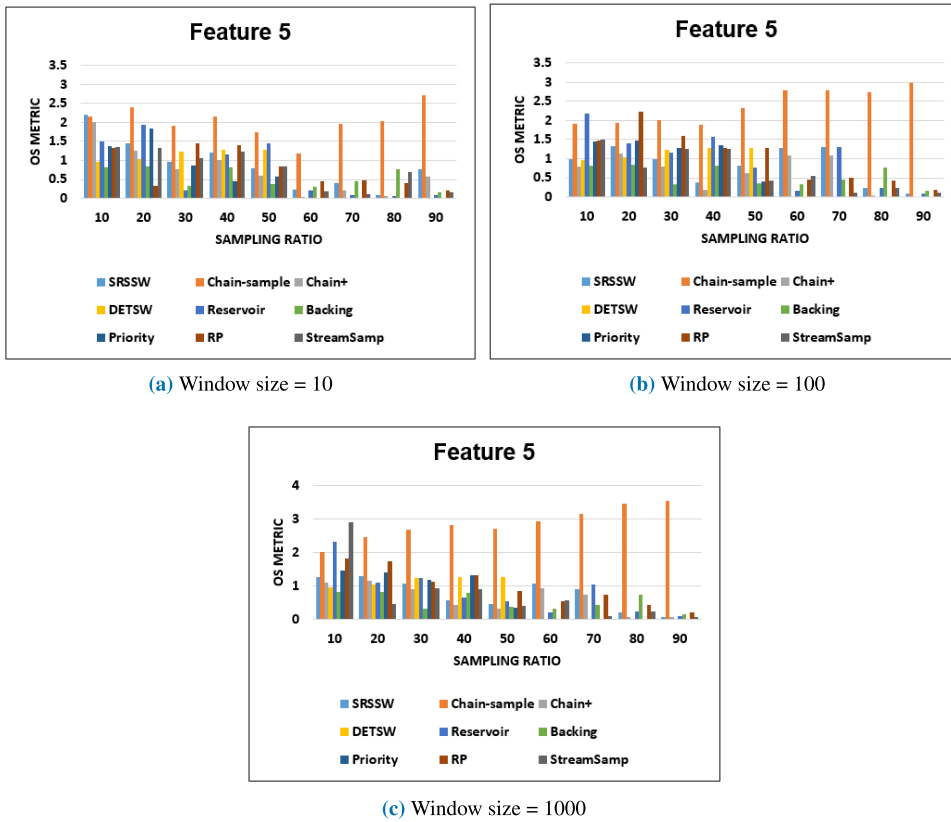 Feature 5
OS METRIC
3.5
3
2.5
2
1.5
1
0.5
0
10 20 30 40 50 60 70 80 90
SAMPLING RATIO
SRSSW Chain-sample Chain+
DETSW Reservoir Backing
Priority RP StreamSamp
(a) Window size = 10
Feature 5
OS METRIC
3.5
3
2.5
2
1.5
1
0.5
0
10 20 30 40 50 60 70 80 90
SAMPLING RATIO
SRSSW Chain-sample Chain+
DETSW Reservoir Backing
Priority RP StreamSamp
(b) Window size = 100
Feature 5
OS METRIC
4
3
2
1
0
10 20 30 40 50 60 70 80 90
SAMPLING RATIO
SRSSW Chain-sample Chain+
DETSW Reservoir Backing
Priority RP StreamSamp
(c) Window size = 1000